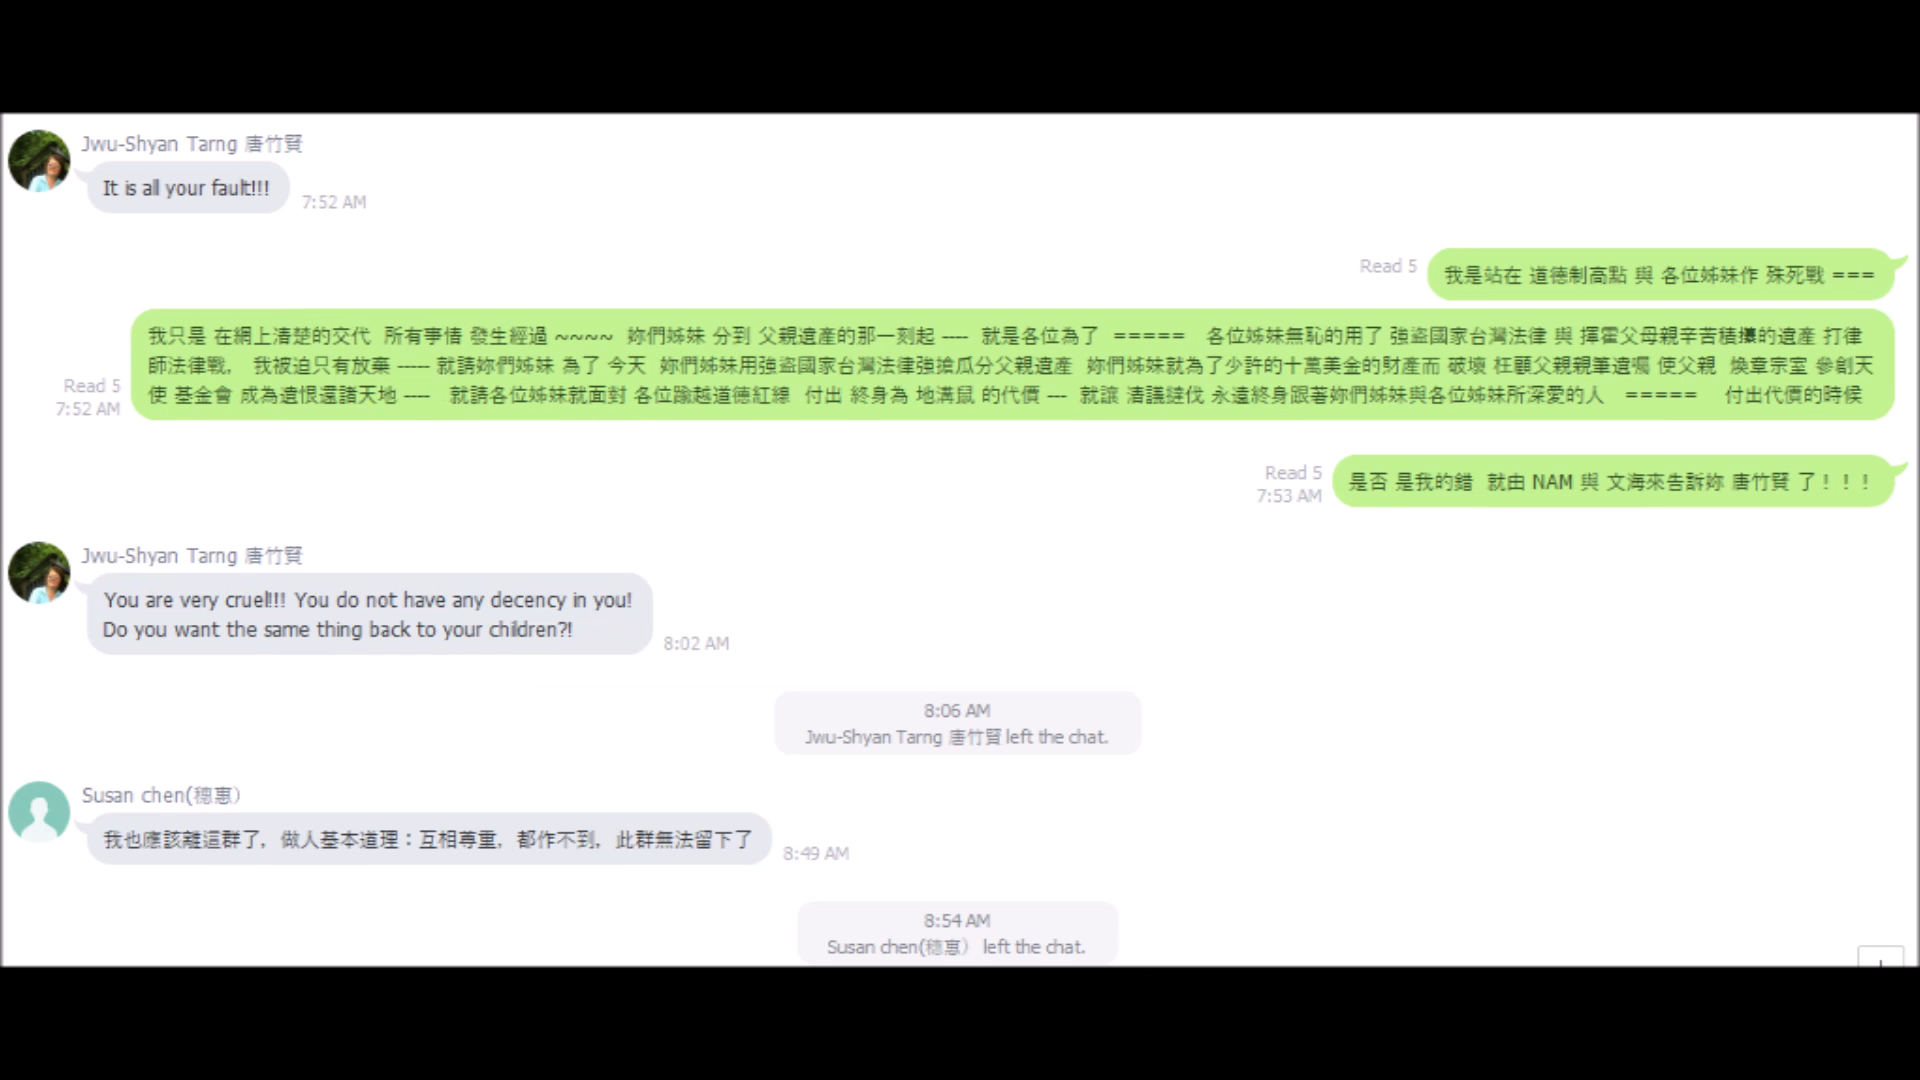 Jwu-Shyan Tarng 唐竹賢
It is all your fault!!!
7:52 AM
Read 5
我是站在 道德制高點 與 各位姊妹作 殊死戰 ===
我只是 在網上清楚的交代 所有事情 發生經過 ~~~~ 妳們姊妹 分到 父親遺產的那一刻起 ---- 就是各位為了 ===== 各位姊妹無恥的用了 強盜國家台灣法律 與 揮霍父母親辛苦積攢的遺產 打律
師法律戰, 我被迫只有放棄 ----- 就請妳們姊妹 為了 今天 妳們姊妹用強盜國家台灣法律強搶瓜分父親遺產 妳們姊妹就為了少許的十萬美金的財產而 破壞 枉顧父親親筆遺囑 使父親 煥章宗室 參創天
使 基金會 成為遺恨還諸天地 ---- 就請各位姊妹就面對 各位踰越道德紅線 付出 終身為 地溝鼠 的代價 --- 就讓 清議撻伐 永遠終身跟著妳們姊妹與各位姊妹所深愛的人 ===== 付出代價的時候
Read 5
7:52 AM
Read 5
7:53 AM
是否 是我的錯 就由 NAM 與 文海來告訴妳 唐竹賢 了！！！
Jwu-Shyan Tarng 唐竹賢
You are very cruel!!! You do not have any decency in you!
Do you want the same thing back to your children?!
8:02 AM
8:06 AM
Jwu-Shyan Tarng 唐竹賢 left the chat.
Susan chen(穗惠）
我也應該離這群了, 做人基本道理：互相尊重, 都作不到, 此群無法留下了
8:49 AM
8:54 AM
Susan chen(穗惠） left the chat.